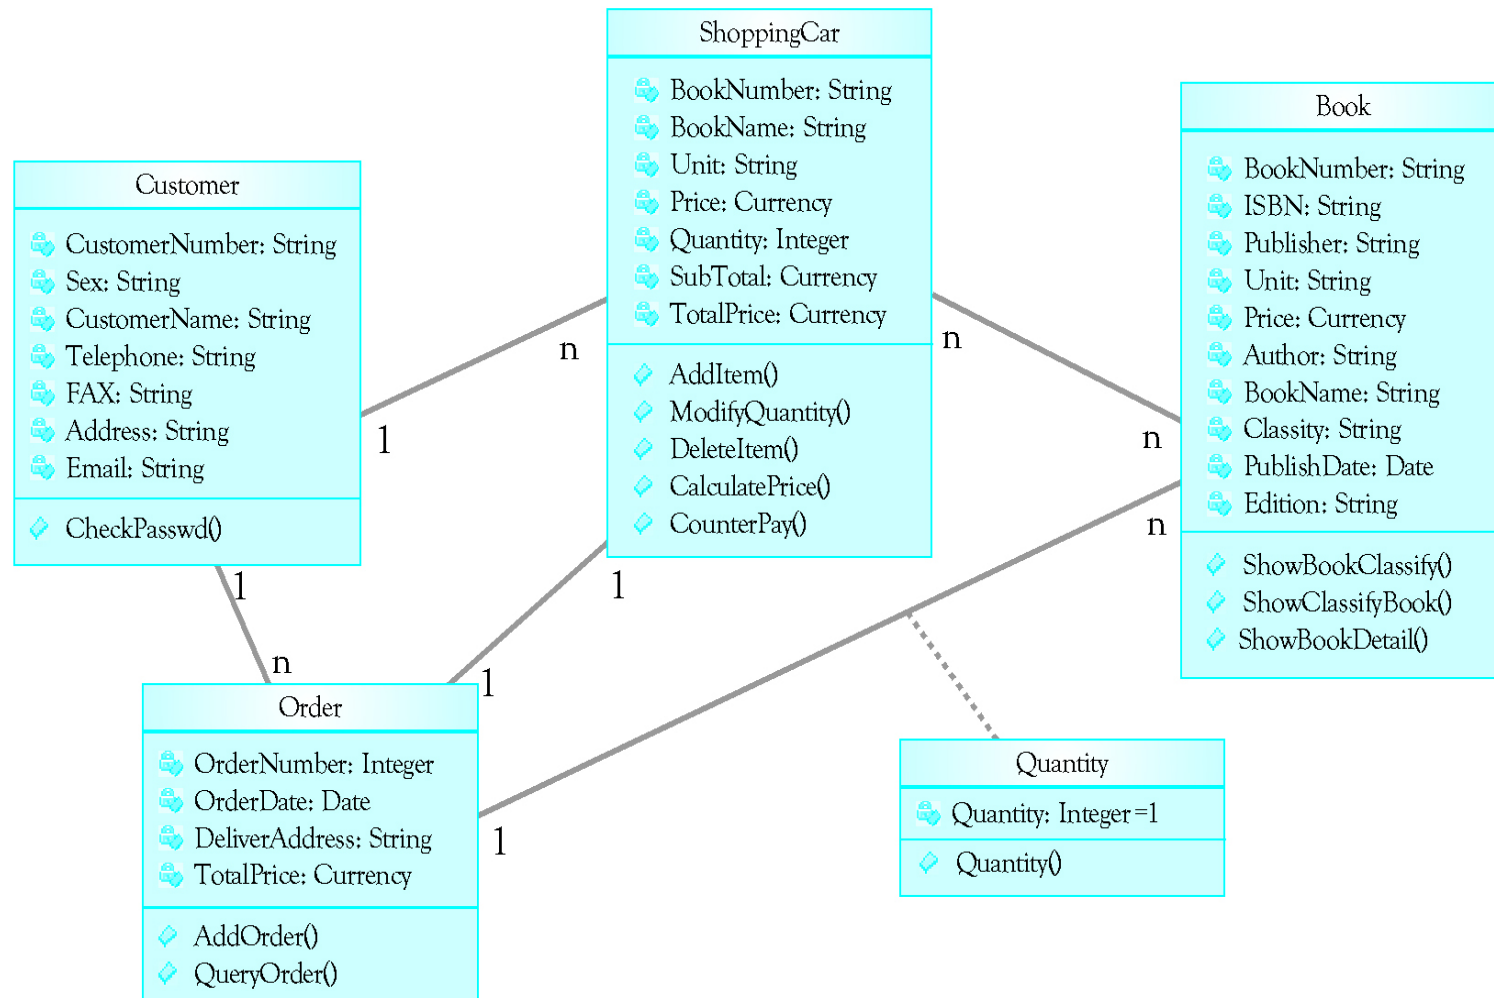 ShoppingCar
BookNumber: String
BookName: String
Unit: String
Price: Currency
Quantity: Integer
SubTotal: Currency
TotalPrice: Currency
AddItem()
ModifyQuantity()
DeleteItem()
CalculatePrice()
CounterPay()
Book
BookNumber: String
ISBN: String
Publisher: String
Unit: String
Price: Currency
Author: String
BookName: String
Classity: String
PublishDate: Date
Edition: String
ShowBookClassify()
ShowClassifyBook()
ShowBookDetail()
Customer
CustomerNumber: String
Sex: String
CustomerName: String
Telephone: String
FAX: String
Address: String
Email: String
CheckPasswd()
n
1
n
n
1
n
1
1
n
1
Order
OrderNumber: Integer
OrderDate: Date
DeliverAddress: String
TotalPrice: Currency
AddOrder()
QueryOrder()
Quantity
Quantity: Integer=1
Quantity()